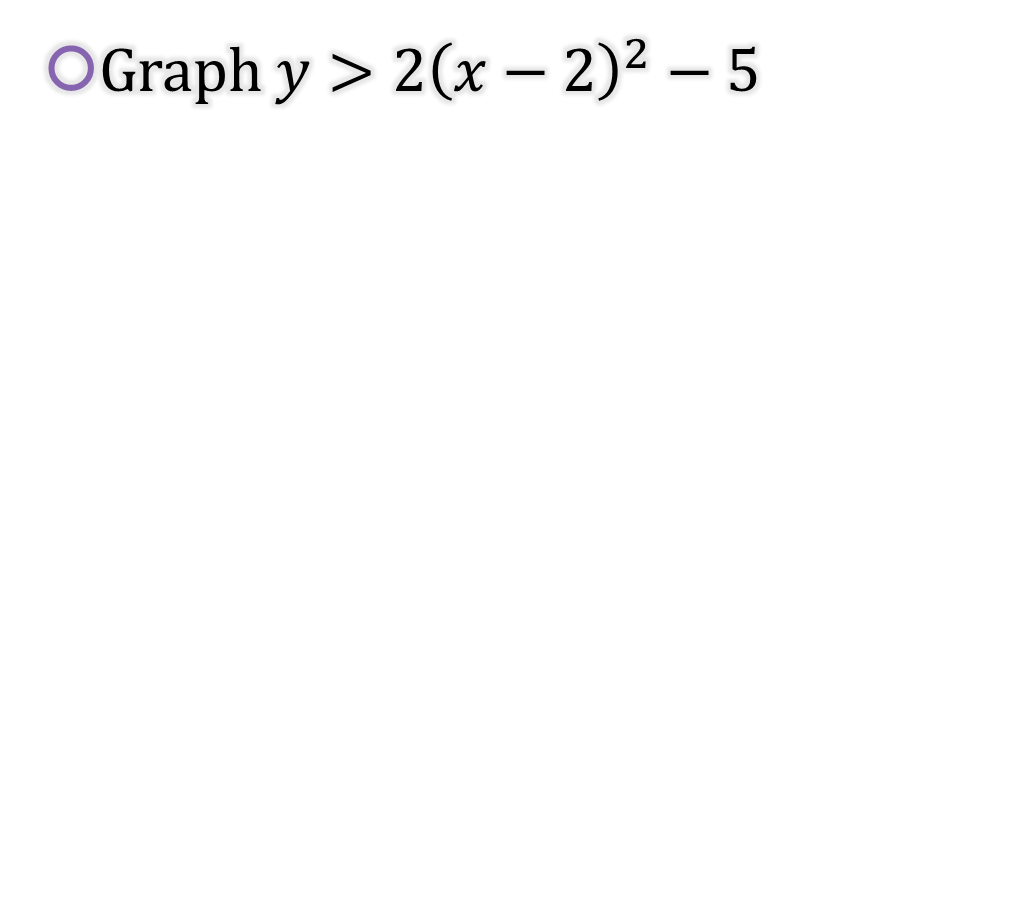 Graph y > 2(x − 2)² − 5